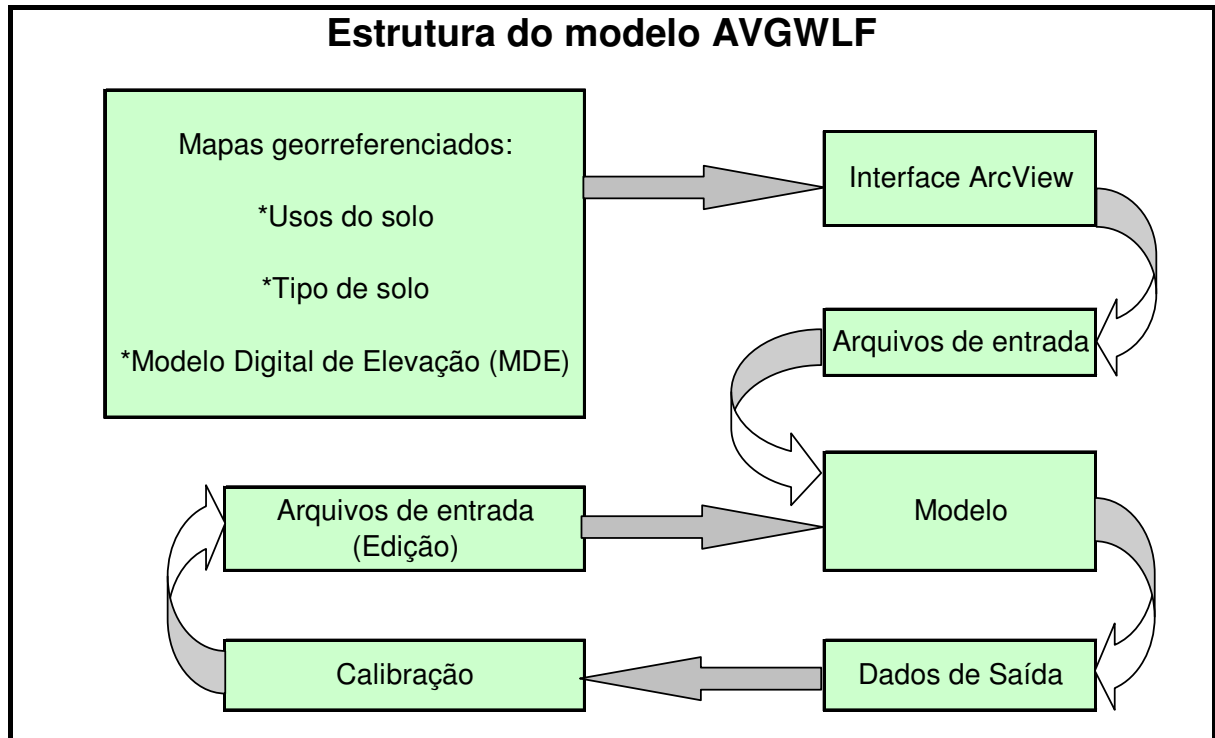 Estrutura do modelo AVGWLF
Mapas georreferenciados:
*Usos do solo
*Tipo de solo
*Modelo Digital de Elevação (MDE)
Interface ArcView
Arquivos de entrada
Modelo
Arquivos de entrada
(Edição)
Calibração
Dados de Saída